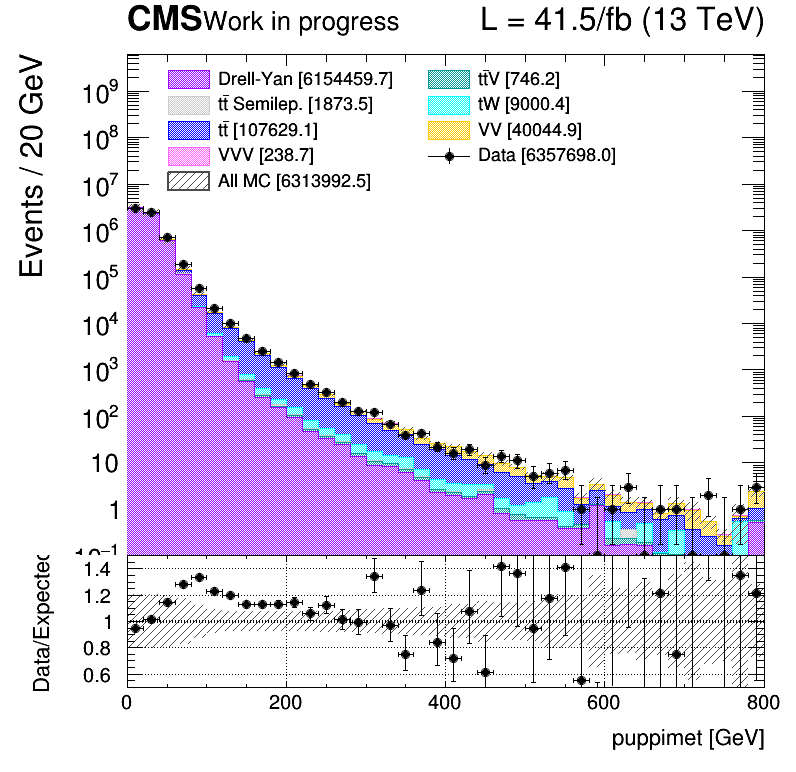 CMS Work in progress L = 41.5/fb (13 TeV)
Events / 20 GeV
Drell-Yan [6154459.7]
tt̄ Semilep. [1873.5]
tt̄ [107629.1]
VVV [238.7]
All MC [6313992.5]
tt̄V [746.2]
tW [9000.4]
VV [40044.9]
Data [6357698.0]
10⁹
10⁸
10⁷
10⁶
10⁵
10⁴
10³
10²
10
1
10⁻¹
Data/Expected
1.4
1.2
1
0.8
0.6
0 200 400 600 800
puppimet [GeV]